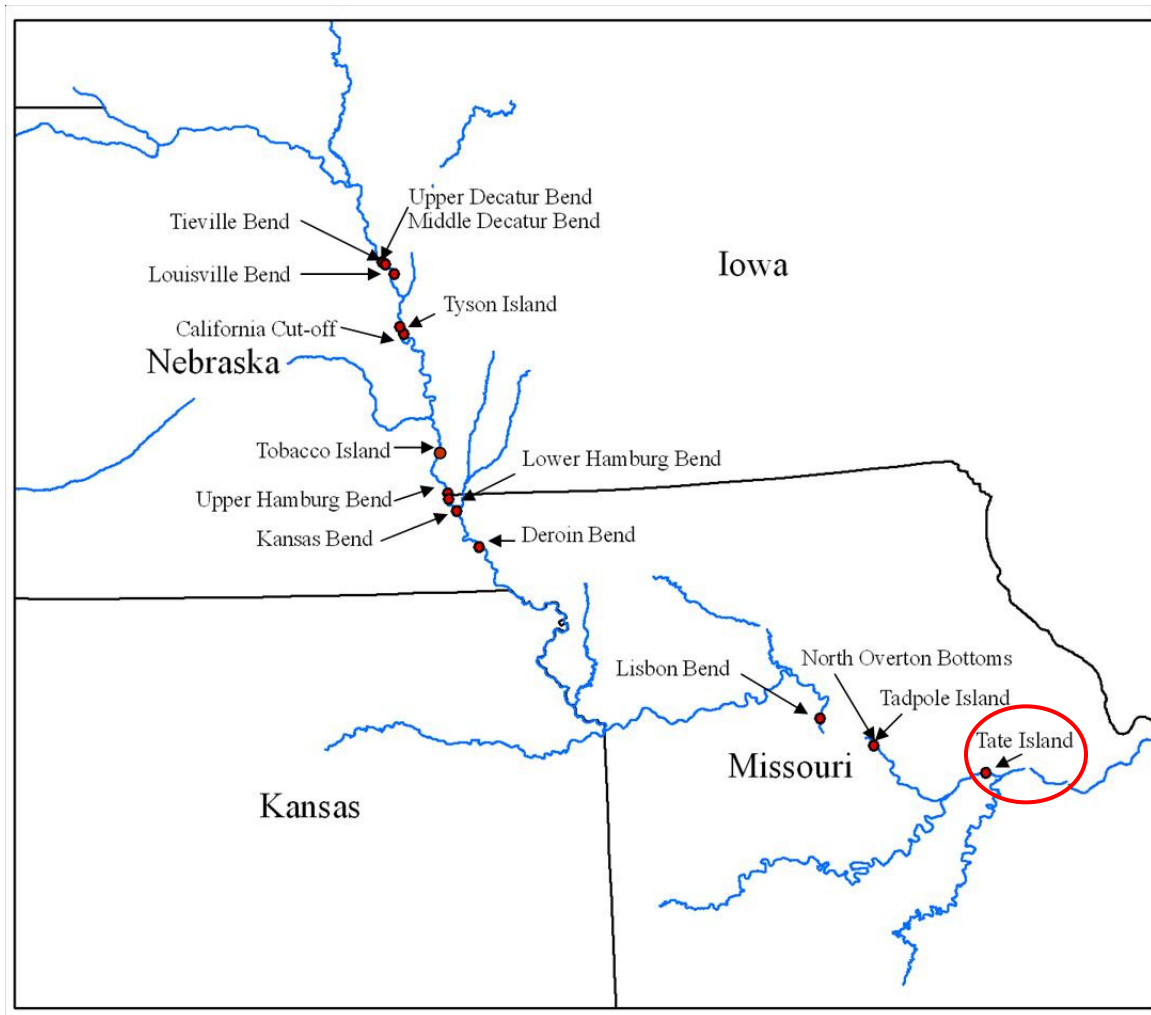 Upper Decatur Bend
Middle Decatur Bend
Tieville Bend
Iowa
Louisville Bend
Tyson Island
California Cut-off
Nebraska
Tobacco Island
Lower Hamburg Bend
Upper Hamburg Bend
Kansas Bend
Deroin Bend
North Overton Bottoms
Lisbon Bend
Tadpole Island
Tate Island
Missouri
Kansas